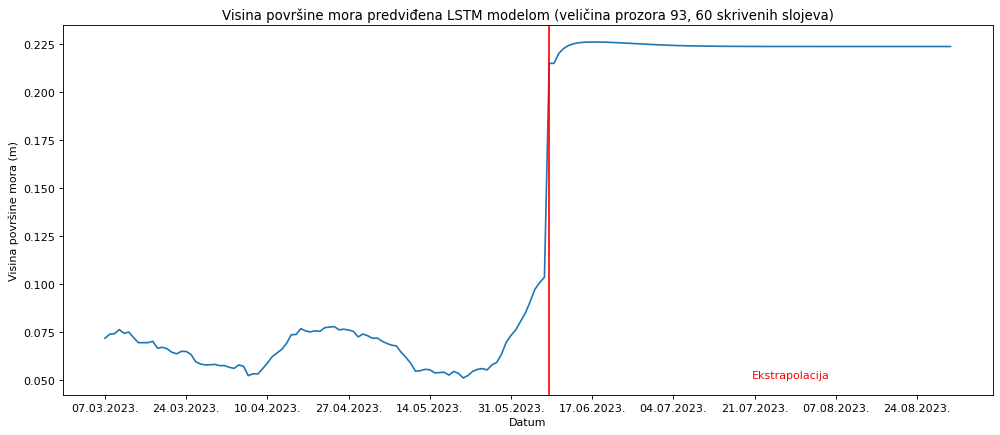 Visina površine mora predviđena LSTM modelom (veličina prozora 93, 60 skrivenih slojeva)
Visina površine mora (m)
0.225
0.200
0.175
0.150
0.125
0.100
0.075
0.050
Ekstrapolacija
07.03.2023. 24.03.2023. 10.04.2023. 27.04.2023. 14.05.2023. 31.05.2023. 17.06.2023. 04.07.2023. 21.07.2023. 07.08.2023. 24.08.2023.
Datum